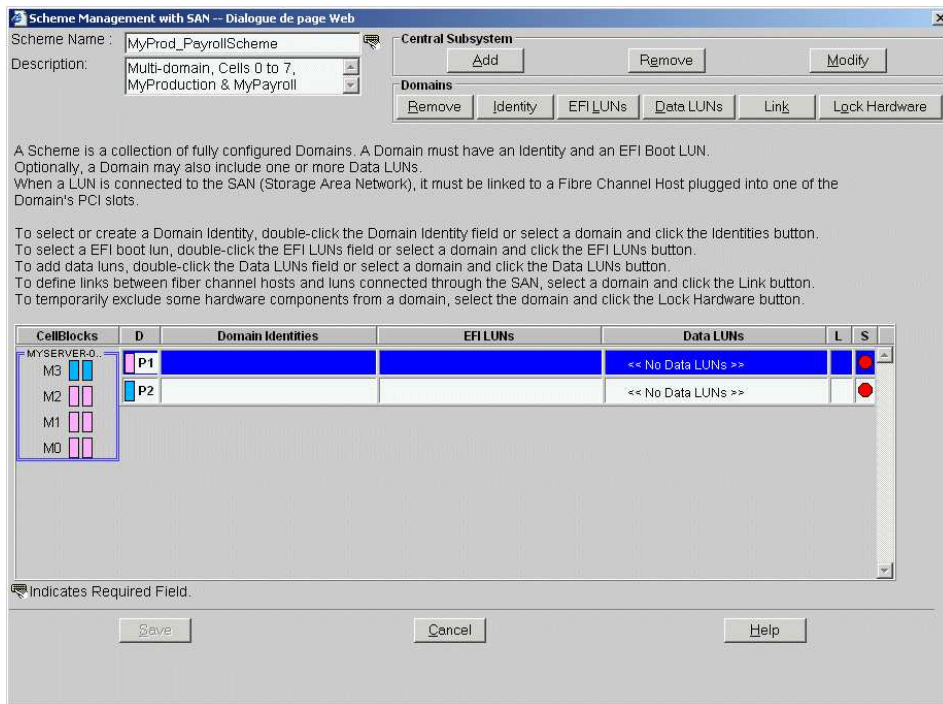 Scheme Management with SAN -- Dialogue de page Web
Scheme Name :
MyProd_PayrollScheme
Description:
Multi-domain, Cells 0 to 7,
MyProduction & MyPayroll
Central Subsystem
Add
Remove
Modify
Domains
Remove
Identity
EFI LUNs
Data LUNs
Link
Lock Hardware
A Scheme is a collection of fully configured Domains. A Domain must have an Identity and an EFI Boot LUN.
Optionally, a Domain may also include one or more Data LUNs.
When a LUN is connected to the SAN (Storage Area Network), it must be linked to a Fibre Channel Host plugged into one of the
Domain's PCI slots.
To select or create a Domain Identity, double-click the Domain Identity field or select a domain and click the Identities button.
To select a EFI boot lun, double-click the EFI LUNs field or select a domain and click the EFI LUNs button.
To add data luns, double-click the Data LUNs field or select a domain and click the Data LUNs button.
To define links between fiber channel hosts and luns connected through the SAN, select a domain and click the Link button.
To temporarily exclude some hardware components from a domain, select the domain and click the Lock Hardware button.
CellBlocks D Domain Identities EFI LUNs Data LUNs L S
MYSERVER-0..
M3
M2
M1
M0
P1 << No Data LUNs >>
P2 << No Data LUNs >>
Indicates Required Field.
Save
Cancel
Help